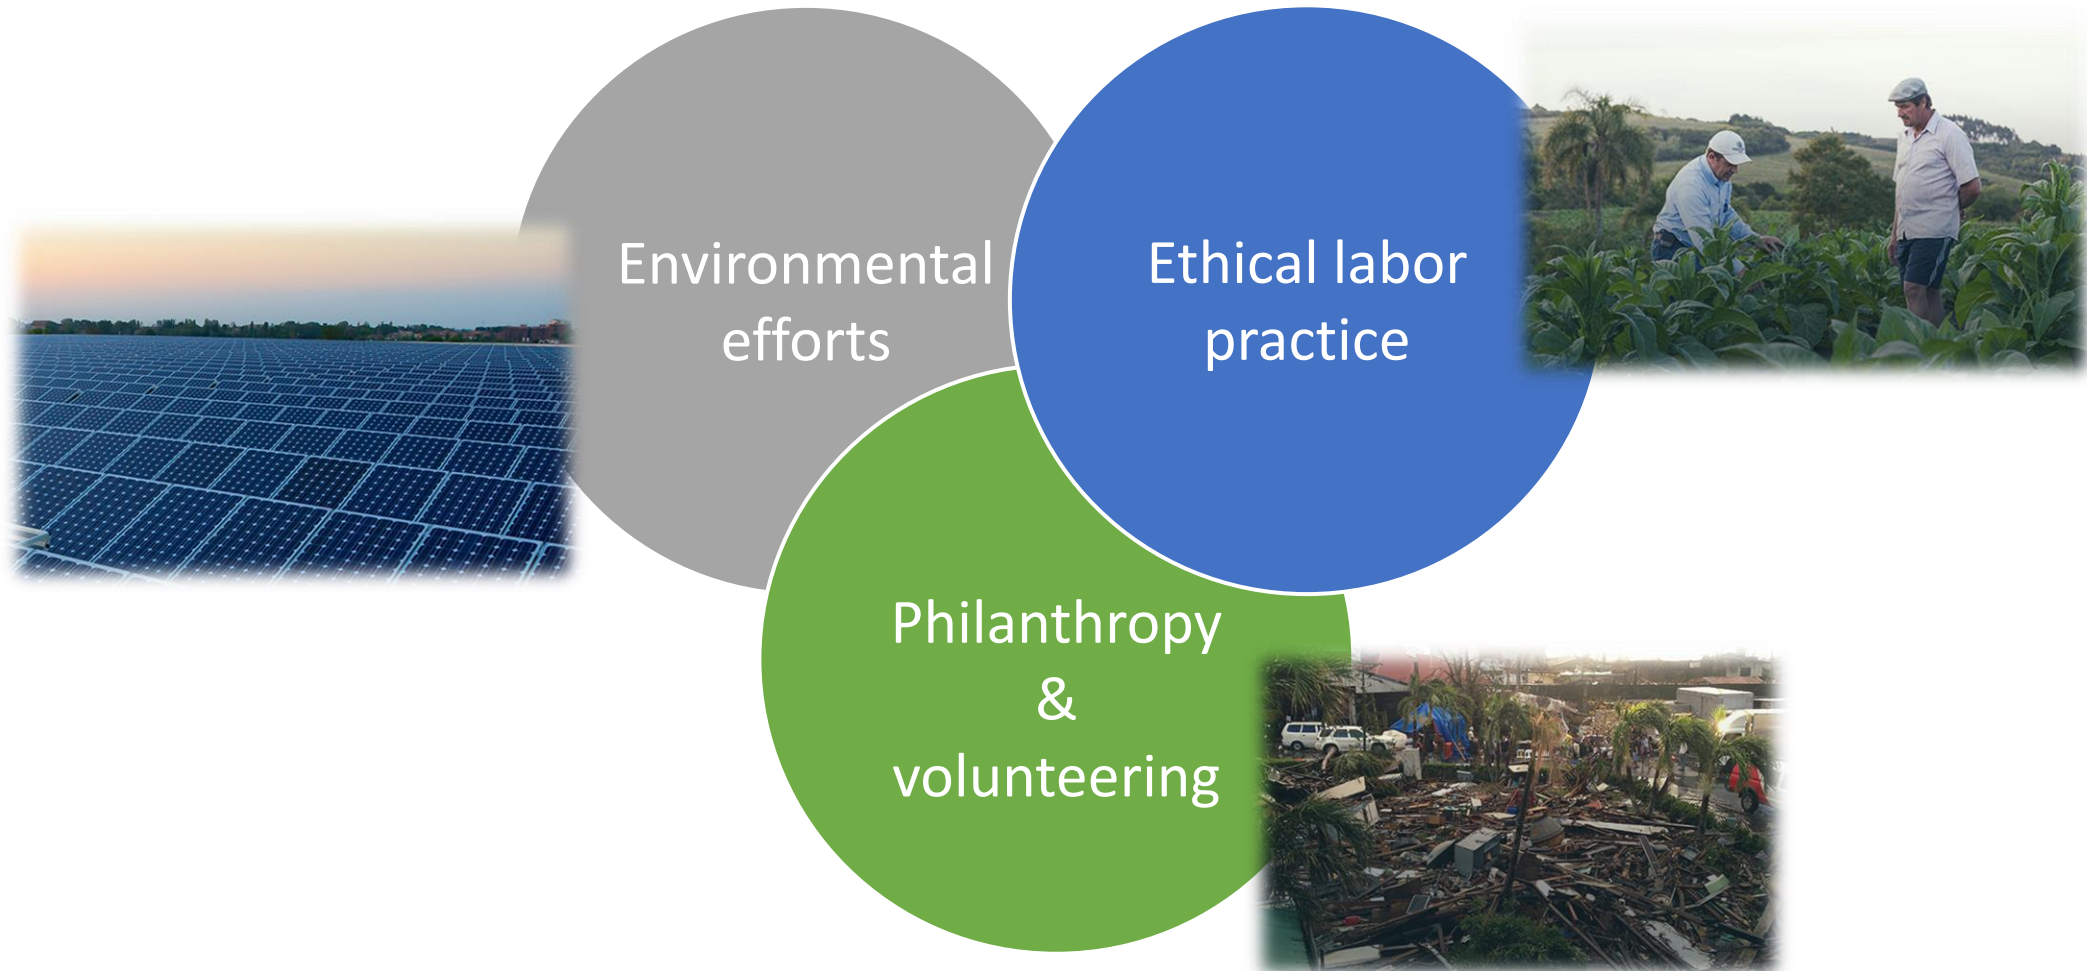 Environmental
efforts
Ethical labor
practice
Philanthropy
&
volunteering